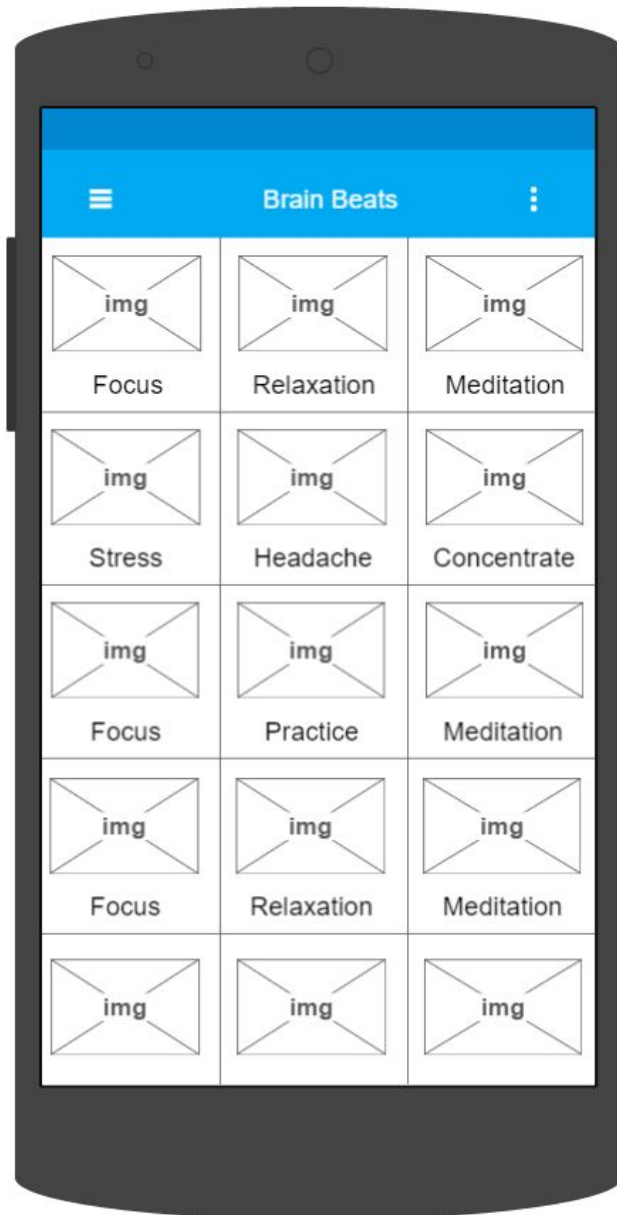 Brain Beats
img img img
Focus Relaxation Meditation
img img img
Stress Headache Concentrate
img img img
Focus Practice Meditation
img img img
Focus Relaxation Meditation
img img img